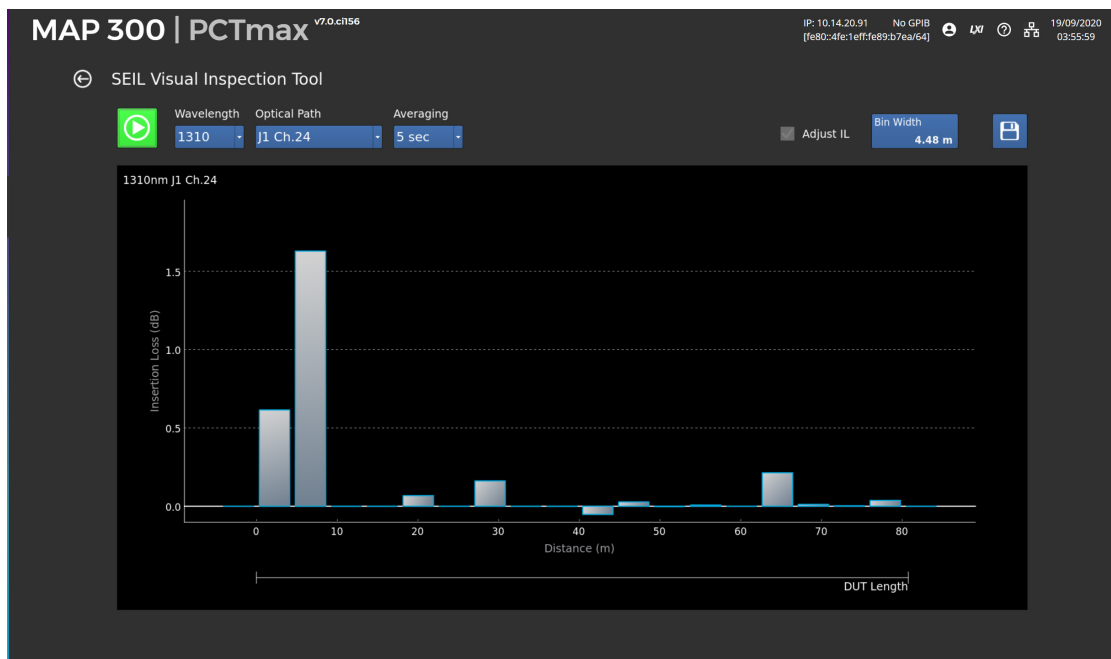 MAP 300 | PCTmax v7.0.ci156
IP: 10.14.20.91 No GPIB
[fe80::4fe:1eff:fe89:b7ea/64]
LXI
19/09/2020
03:55:59
SEIL Visual Inspection Tool
Wavelength Optical Path Averaging
1310 J1 Ch.24 5 sec
Adjust IL
Bin Width
4.48 m
1310nm J1 Ch.24
Insertion Loss (dB)
1.5
1.0
0.5
0.0
0 10 20 30 40 50 60 70 80
Distance (m)
DUT Length